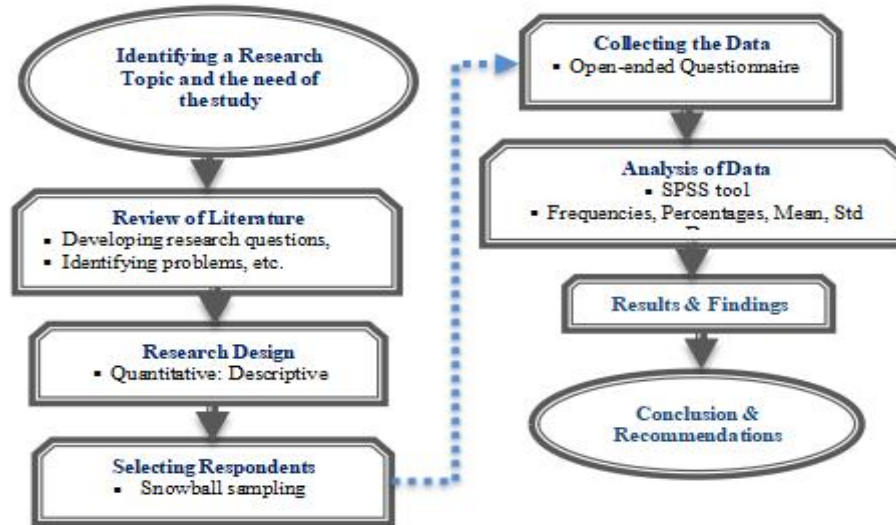 Identifying a Research
Topic and the need of
the study
Review of Literature
▪ Developing research questions,
▪ Identifying problems, etc.
Research Design
▪ Quantitative: Descriptive
Selecting Respondents
▪ Snowball sampling
Collecting the Data
▪ Open-ended Questionnaire
Analysis of Data
▪ SPSS tool
▪ Frequencies, Percentages, Mean, Std
Results & Findings
Conclusion &
Recommendations